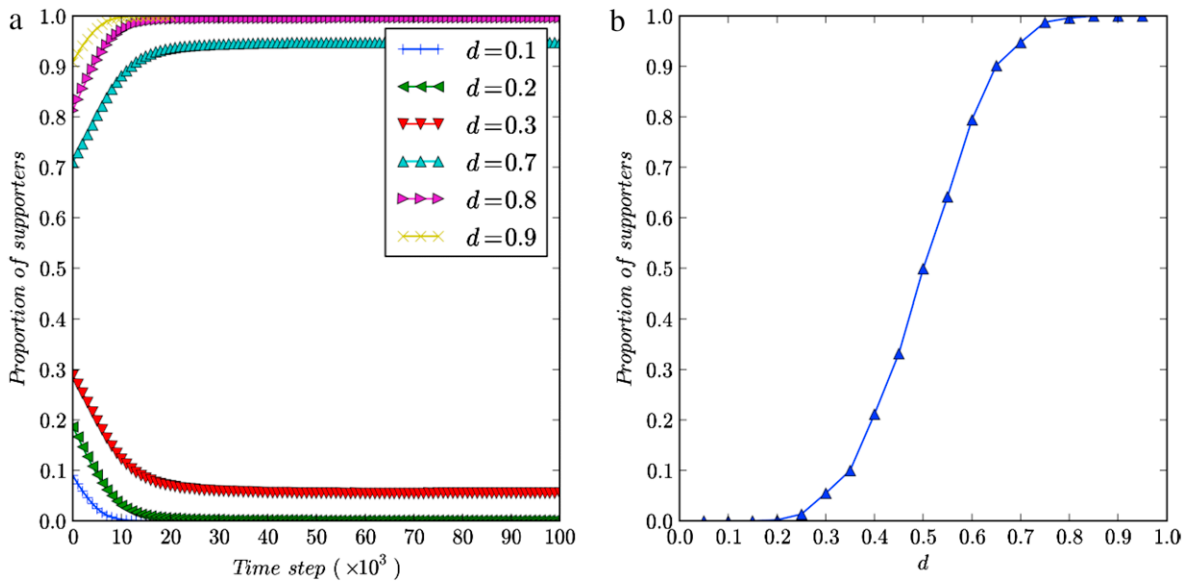 a
Proportion of supporters
1.0
0.9
0.8
0.7
0.6
0.5
0.4
0.3
0.2
0.1
0.0
d=0.1
d=0.2
d=0.3
d=0.7
d=0.8
d=0.9
0 10 20 30 40 50 60 70 80 90 100
Time step (×10³)
b
Proportion of supporters
1.0
0.9
0.8
0.7
0.6
0.5
0.4
0.3
0.2
0.1
0.0
0.0 0.1 0.2 0.3 0.4 0.5 0.6 0.7 0.8 0.9 1.0
d